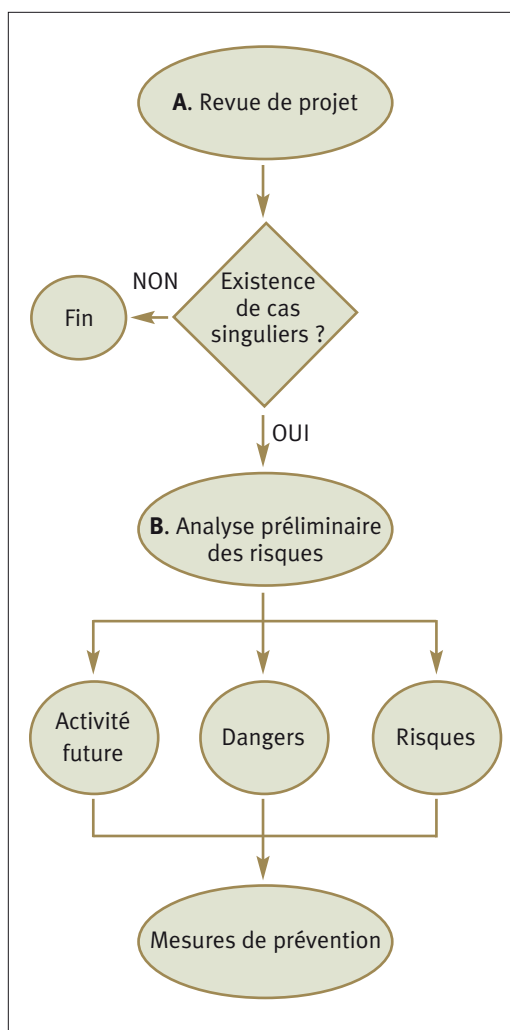 A. Revue de projet
NON
Existence
de cas
singuliers ?
Fin
OUI
B. Analyse préliminaire
des risques
Activité
future
Dangers
Risques
Mesures de prévention